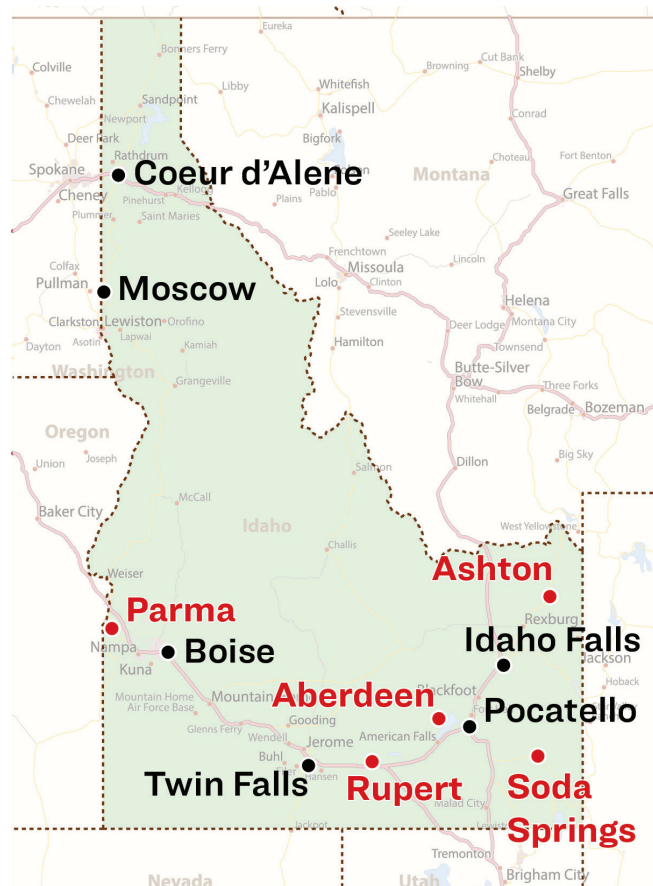 Eureka
Bonners Ferry
Cut Bank
Colville
Browning
Shelby
Libby
Whitefish
Chewelah
Sandpoint
Kalispell
Newport
Conrad
Deer Park
Bigfork
Rathdrum
Choteau
Fort Benton
Spokane
Coeur d’Alene
Montana
Cheney
Kellogg
Pablo
Great Falls
Pinehurst
Plains
Plummer
Saint Maries
Seeley Lake
Frenchtown
Lincoln
Colfax
Missoula
Pullman
Moscow
Lolo
Clinton
Helena
Stevensville
Clarkston
Lewiston
Orofino
Montana City
Deer Lodge
Asotin
Lapwai
Dayton
Kamiah
Hamilton
Townsend
Washington
Butte-Silver
Bow
Grangeville
Three Forks
Whitehall
Belgrade
Bozeman
Oregon
Union
Joseph
Big Sky
Salmon
Dillon
McCall
Baker City
Idaho
West Yellowstone
Challis
Weiser
Ashton
Parma
Rexburg
Nampa
Boise
Idaho Falls
Jackson
Kuna
Hoback
Mountain Home
Air Force Base
Mountain
Aberdeen
Blackfoot
Glenns Ferry
Gooding
Pocatello
Wendell
Jerome
American Falls
Buhl
Hansen
Twin Falls
Rupert
Soda
Springs
Malad City
Jackpot
Tremonton
Nevada
Utah
Brigham City